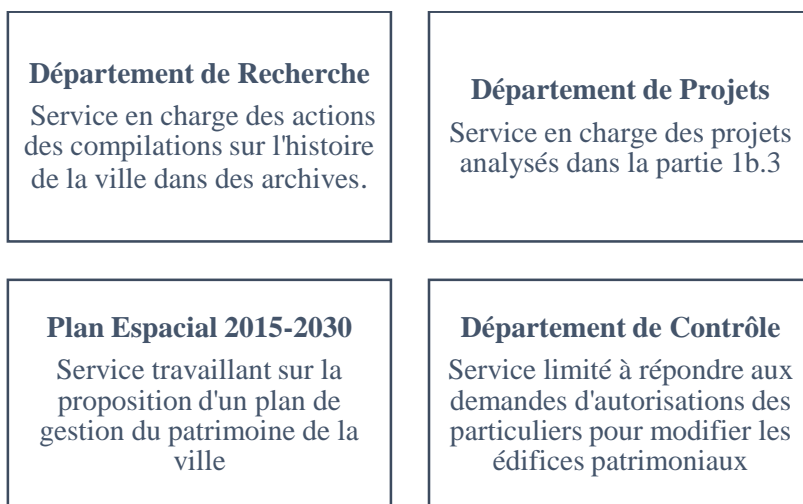 Département de Recherche
Service en charge des actions
des compilations sur l'histoire
de la ville dans des archives.
Département de Projets
Service en charge des projets
analysés dans la partie 1b.3
Plan Espacial 2015-2030
Service travaillant sur la
proposition d'un plan de
gestion du patrimoine de la
ville
Département de Contrôle
Service limité à répondre aux
demandes d'autorisations des
particuliers pour modifier les
édifices patrimoniaux